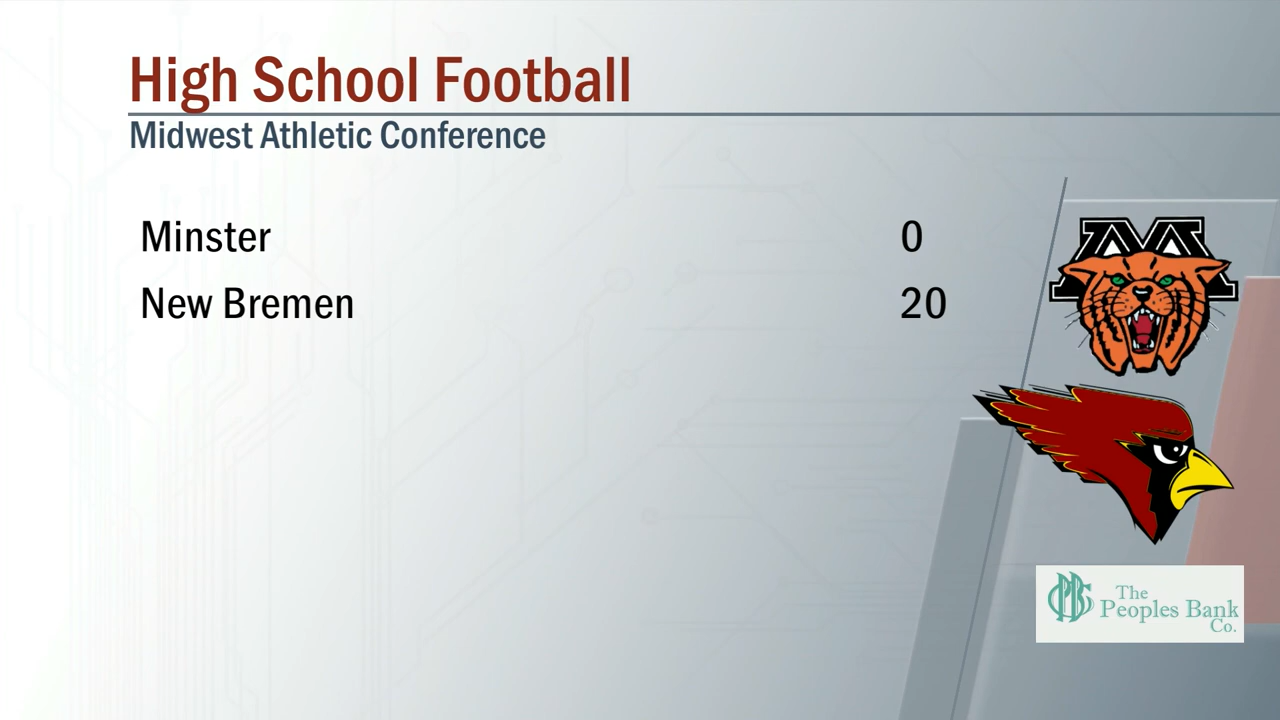 High School Football
Midwest Athletic Conference
Minster 0
New Bremen 20
M
The
Peoples Bank
Co.